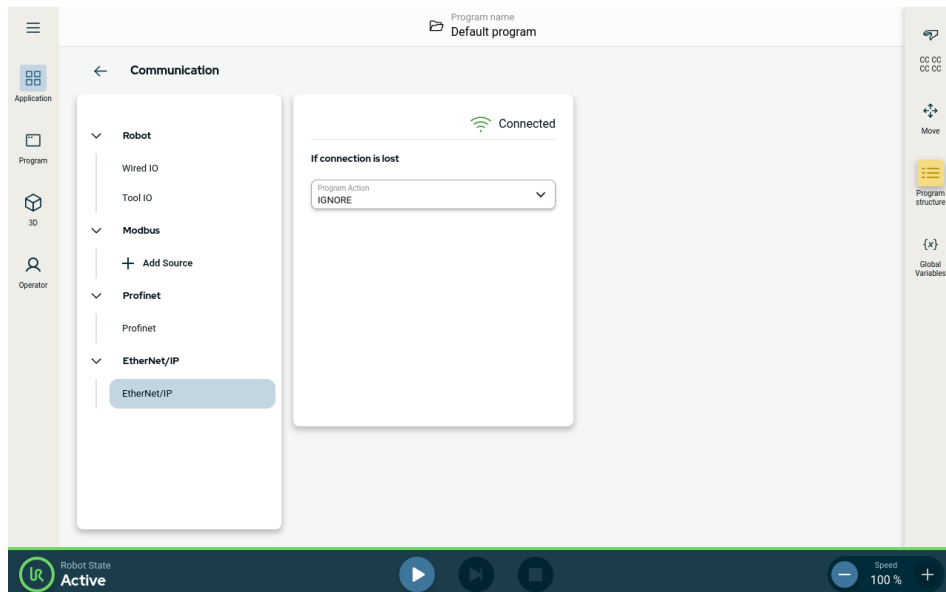 Program name
Default program
Application
Program
3D
Operator
Communication
Robot
Wired IO
Tool IO
Modbus
Add Source
Profinet
Profinet
EtherNet/IP
EtherNet/IP
Connected
If connection is lost
Program Action
IGNORE
CC CC
CC CC
Move
Program
structure
{x}
Global
Variables
UR
Robot State
Active
Speed
100 %